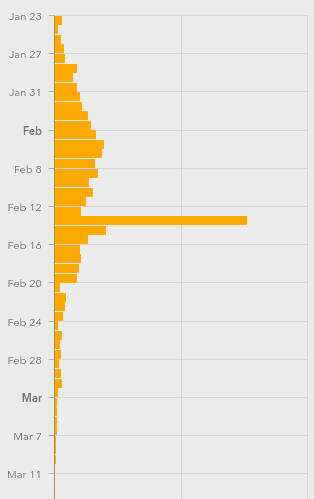 Jan 23
Jan 27
Jan 31
Feb
Feb 8
Feb 12
Feb 16
Feb 20
Feb 24
Feb 28
Mar
Mar 7
Mar 11